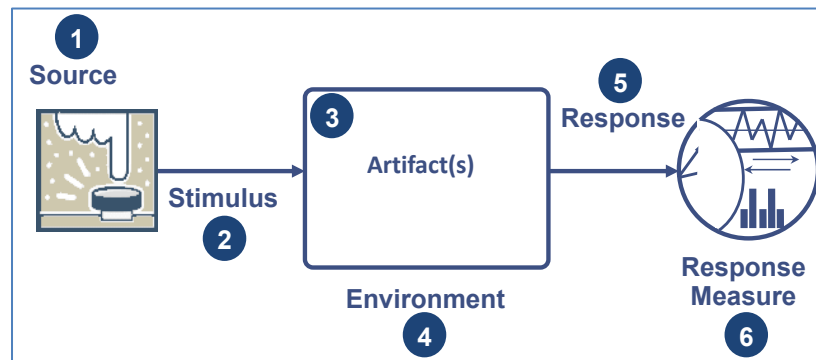 1
Source
Stimulus
2
3
Artifact(s)
Environment
4
5
Response
Response
Measure
6